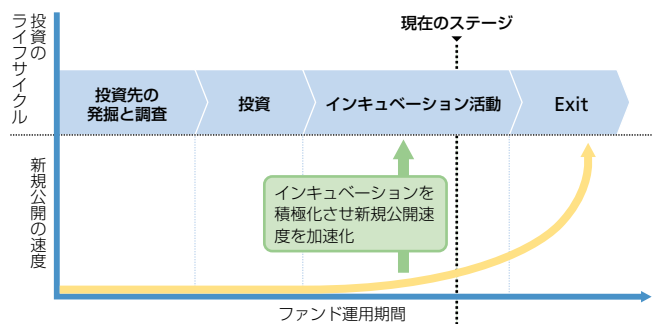 投資の
ライフサイクル
現在のステージ
投資先の
発掘と調査
投資
インキュベーション活動
Exit
新規公開の速度
インキュベーションを
積極化させ新規公開速
度を加速化
ファンド運用期間